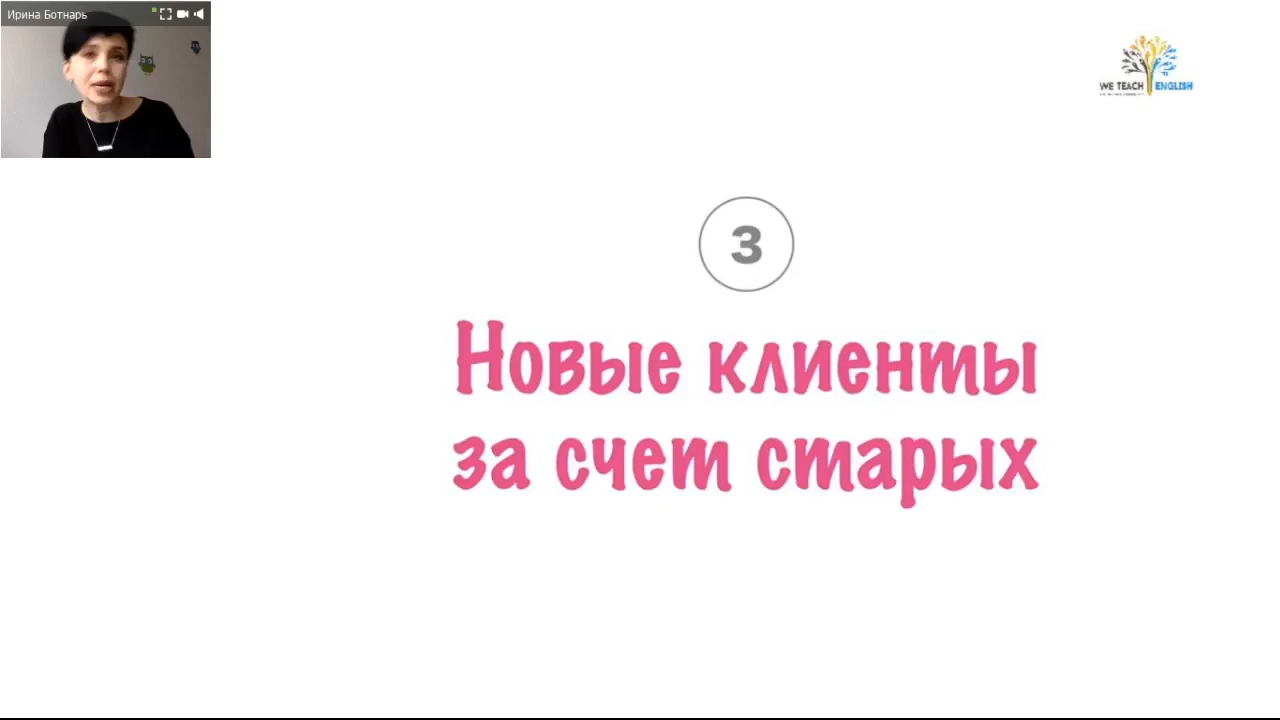 Ирина Ботнарь
WE TEACH ENGLISH
3
Новые клиенты
за счет старых